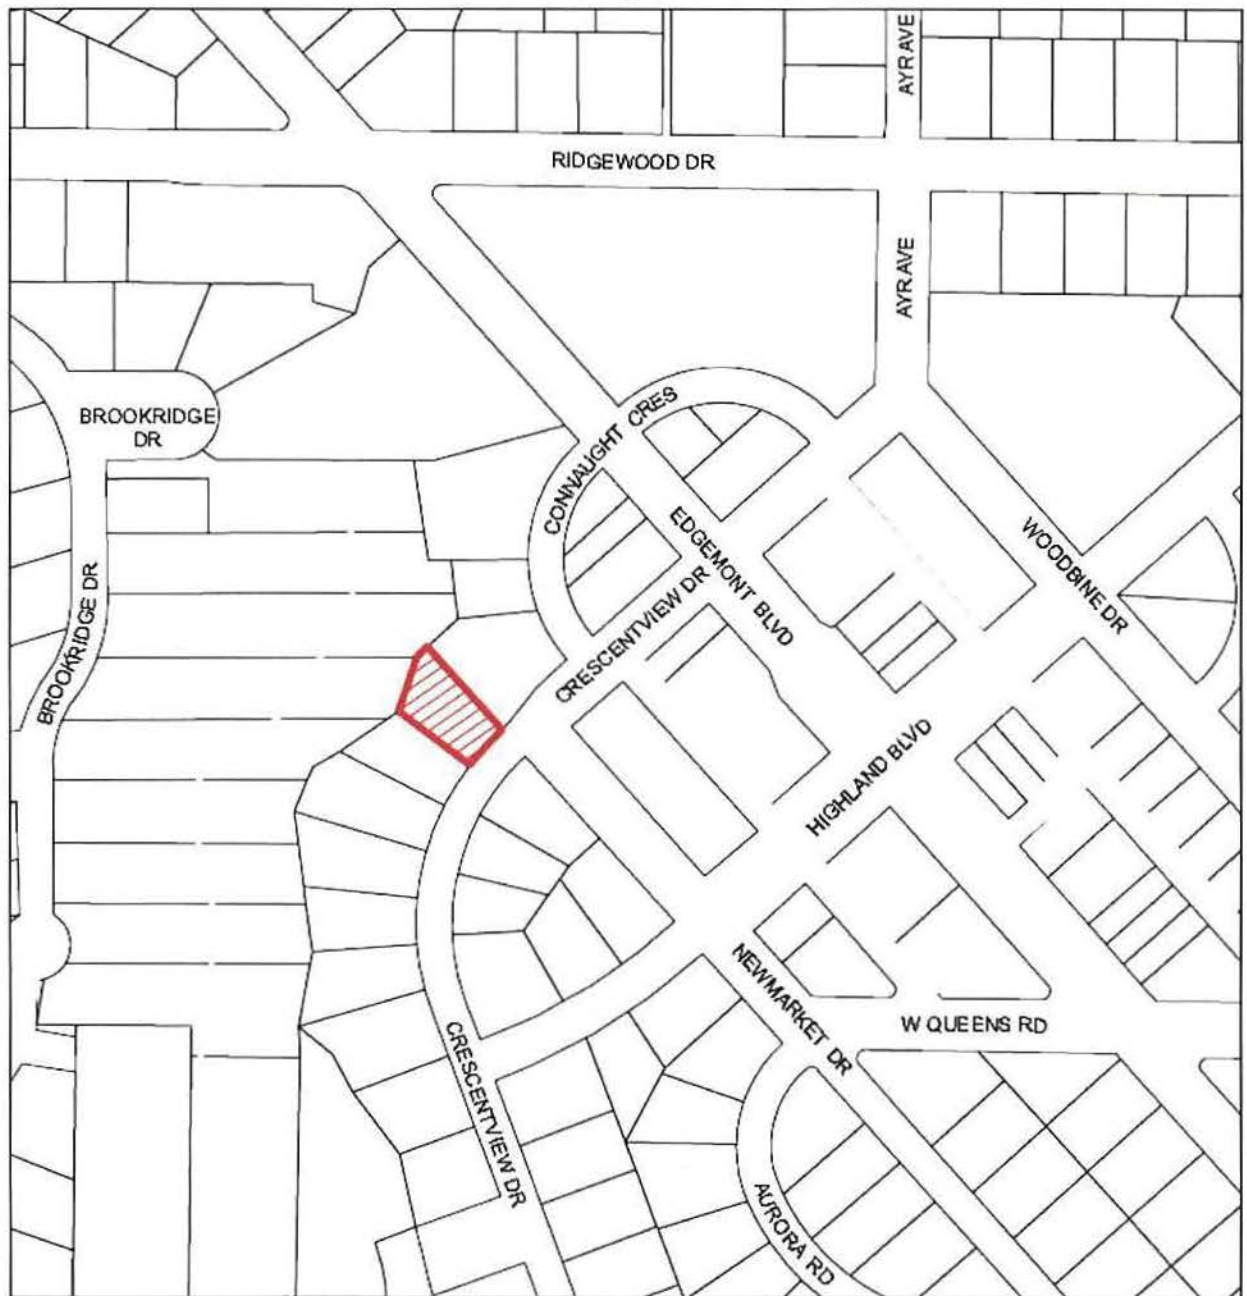 AYR AVE
RIDGEWOOD DR
AYR AVE
BROOKRIDGE
DR
CONNAUGHT CRES
EDGEMONT BLVD
WOODBINE DR
CRESCENTVIEW DR
BROOKRIDGE DR
HIGHLAND BLVD
NEWMARKET DR
W QUEENS RD
CRESCENTVIEW DR
AURORA RD